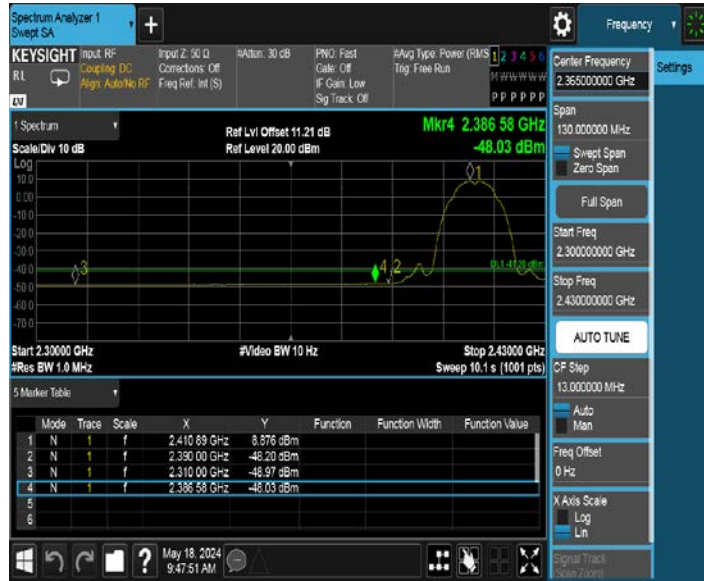 Spectrum Analyzer 1
Swept SA
+
Frequency
KEYSIGHT Input: RF Input Z: 50 Ω #Atten: 30 dB PNO: Fast #Avg Type: Power (RMS 1 2 3 4 5 6
RL Coupling: DC Corrections: Off Gate: Off Trig: Free Run
Align: Auto/No RF Freq Ref: Int (S) IF Gain: Low M W W W W W
Sig Track: Off P P P P P P
Center Frequency
2.365000000 GHz
Settings
Span
130.000000 MHz
Swept Span
Zero Span
Full Span
Start Freq
2.300000000 GHz
Stop Freq
2.430000000 GHz
AUTO TUNE
CF Step
13.000000 MHz
Auto
Man
Freq Offset
0 Hz
X Axis Scale
Log
Lin
Signal Track
(Span Zoom)
1 Spectrum
Ref Lvl Offset 11.21 dB
Mkr4 2.386 58 GHz
Scale/Div 10 dB
Ref Level 20.00 dBm
-48.03 dBm
Log
10.0
0.00
-10.0
-20.0
-30.0
-40.0
-50.0
-60.0
-70.0
1
3
4
2
Start 2.30000 GHz #Video BW 10 Hz Stop 2.43000 GHz
#Res BW 1.0 MHz Sweep 10.1 s (1001 pts)
5 Marker Table
Mode Trace Scale X Y Function Function Width Function Value
1 N 1 f 2.410 89 GHz 8.876 dBm
2 N 1 f 2.390 00 GHz -48.20 dBm
3 N 1 f 2.310 00 GHz -48.97 dBm
4 N 1 f 2.386 58 GHz -48.03 dBm
5
6
?
May 18, 2024
9:47:51 AM